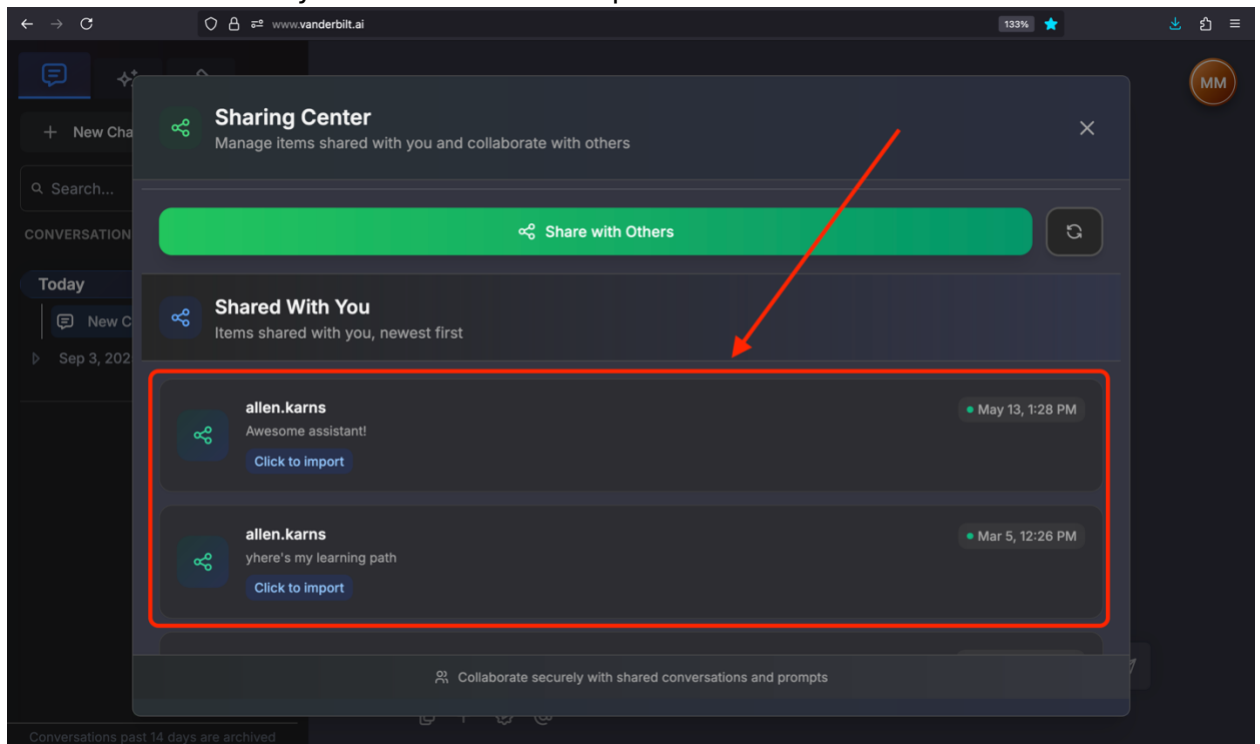 www.vanderbilt.ai
133%
MM
Sharing Center
Manage items shared with you and collaborate with others
New Cha
Search...
Share with Others
CONVERSATION
Today
Shared With You
New C
Items shared with you, newest first
Sep 3, 202
allen.karns
May 13, 1:28 PM
Awesome assistant!
Click to import
allen.karns
Mar 5, 12:26 PM
yhere's my learning path
Click to import
Collaborate securely with shared conversations and prompts
Conversations past 14 days are archived